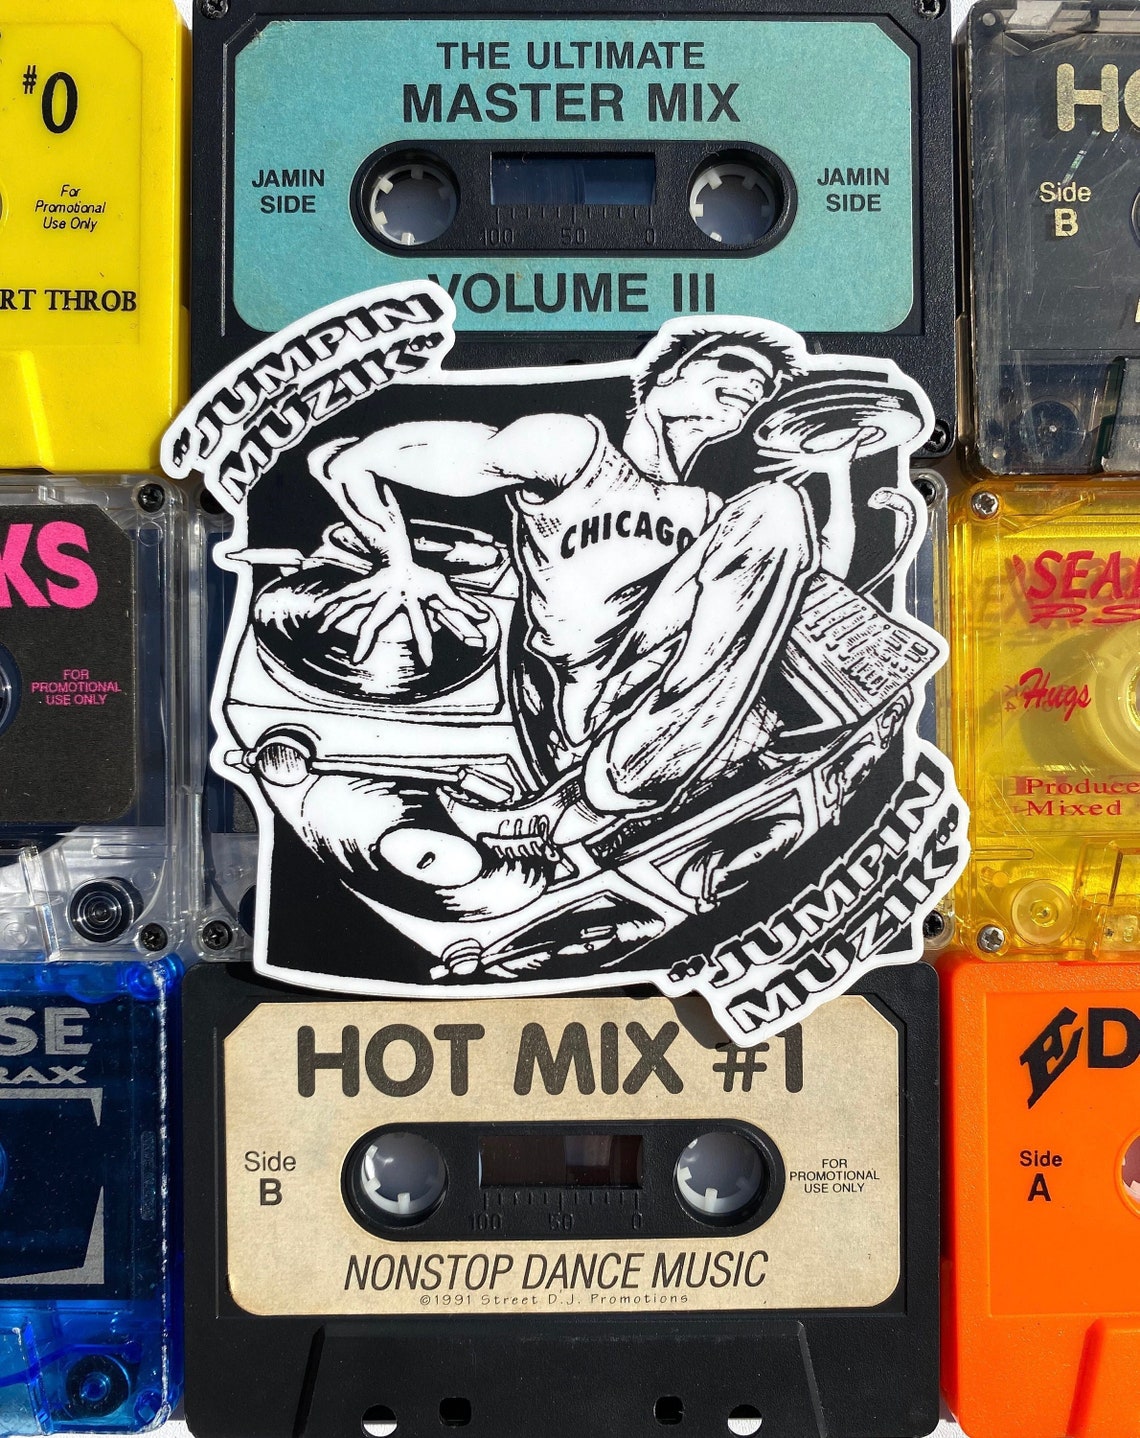 #0
For
Promotional
Use Only
RT THROB
THE ULTIMATE
MASTER MIX
JAMIN
SIDE
JAMIN
SIDE
100 50 0
VOLUME III
Side
B
"JUMPIN
MUZIK"
CHICAGO
KS
FOR
PROMOTIONAL
USE ONLY
Hugs
Mixed
"JUMPIN
MUZIK"
SE
RAX
HOT MIX #1
Side
B
FOR
PROMOTIONAL
USE ONLY
100 50 0
NONSTOP DANCE MUSIC
©1991 Street D.J. Promotions
Side
A